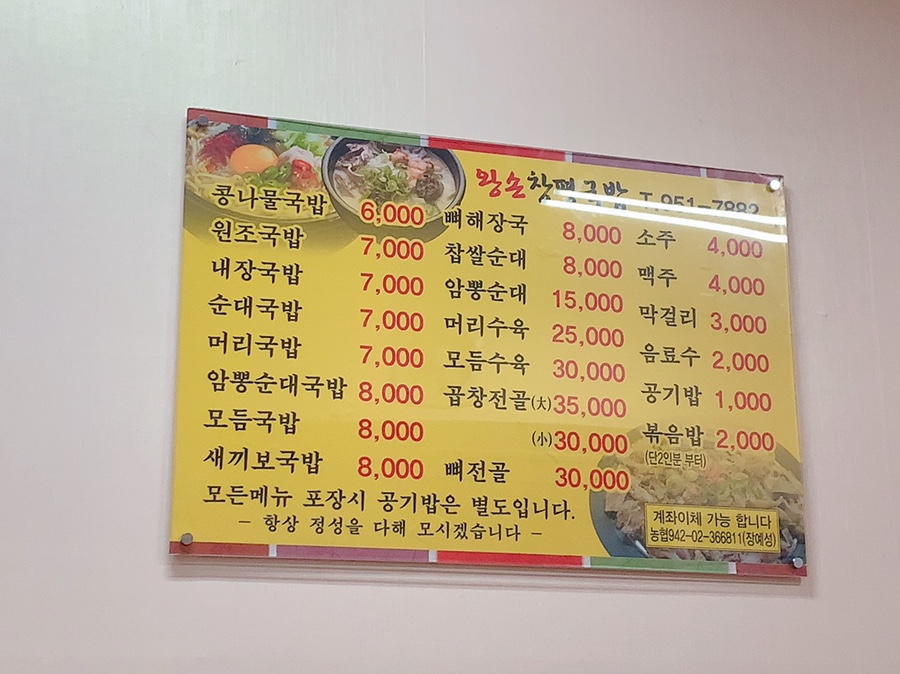 왕손창평국밥 T.951-7882
콩나물국밥 6,000
원조국밥 7,000
내장국밥 7,000
순대국밥 7,000
머리국밥 7,000
암뽕순대국밥 8,000
모듬국밥 8,000
새끼보국밥 8,000
뼈해장국 8,000
찹쌀순대 8,000
암뽕순대 15,000
머리수육 25,000
모듬수육 30,000
곱창전골(大) 35,000
(小) 30,000
뼈전골 30,000
소주 4,000
맥주 4,000
막걸리 3,000
음료수 2,000
공기밥 1,000
볶음밥 2,000
(단2인분 부터)
모든메뉴 포장시 공기밥은 별도입니다.
- 항상 정성을 다해 모시겠습니다 -
계좌이체 가능 합니다
농협942-02-366811(장예성)